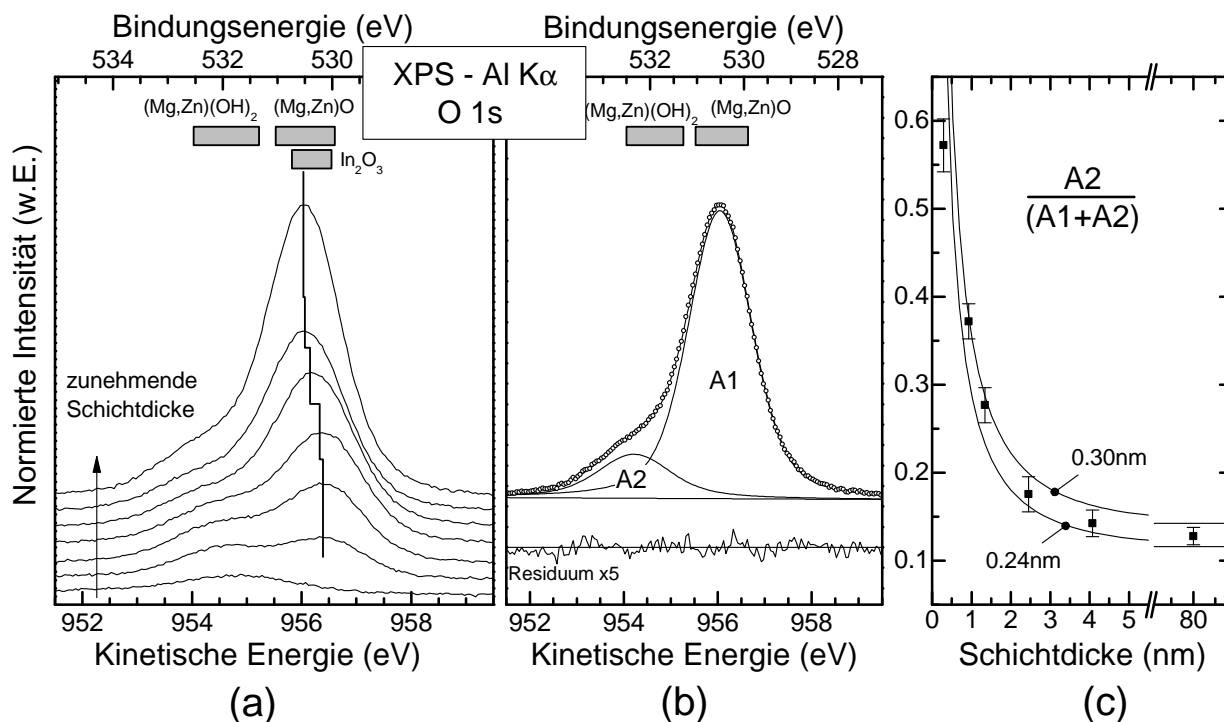 Bindungsenergie (eV)
534 532 530
Bindungsenergie (eV)
532 530 528
XPS - Al Kα
O 1s
(Mg,Zn)(OH)₂
(Mg,Zn)O
In₂O₃
(Mg,Zn)(OH)₂
(Mg,Zn)O
Normierte Intensität (w.E.)
zunehmende
Schichtdicke
A1
A2
Residuum x5
A2
(A1+A2)
0.6
0.5
0.4
0.3
0.2
0.1
0.30nm
0.24nm
952 954 956 958
Kinetische Energie (eV)
952 954 956 958
Kinetische Energie (eV)
0 1 2 3 4 5 80
Schichtdicke (nm)
(a)
(b)
(c)